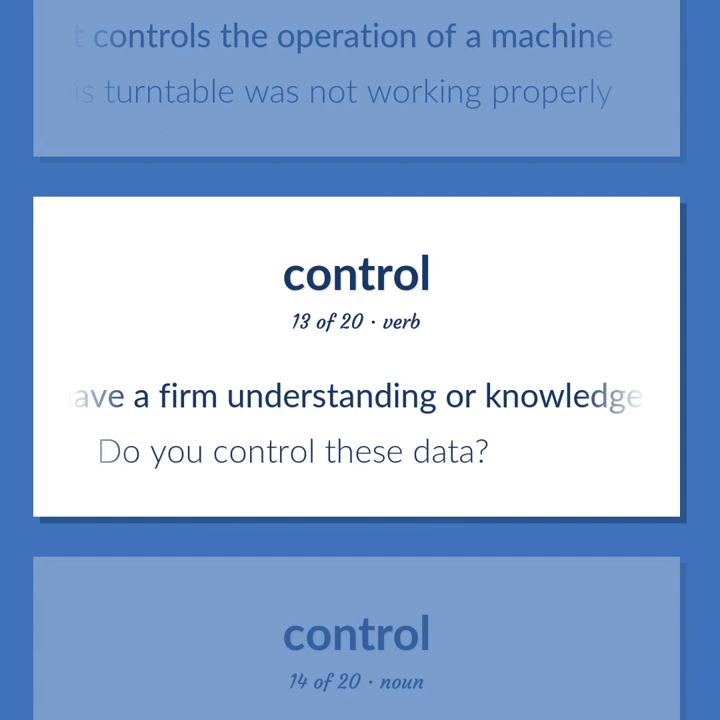 t controls the operation of a machine
is turntable was not working properly
control
13 of 20 · verb
ave a firm understanding or knowledge
Do you control these data?
control
14 of 20 · noun